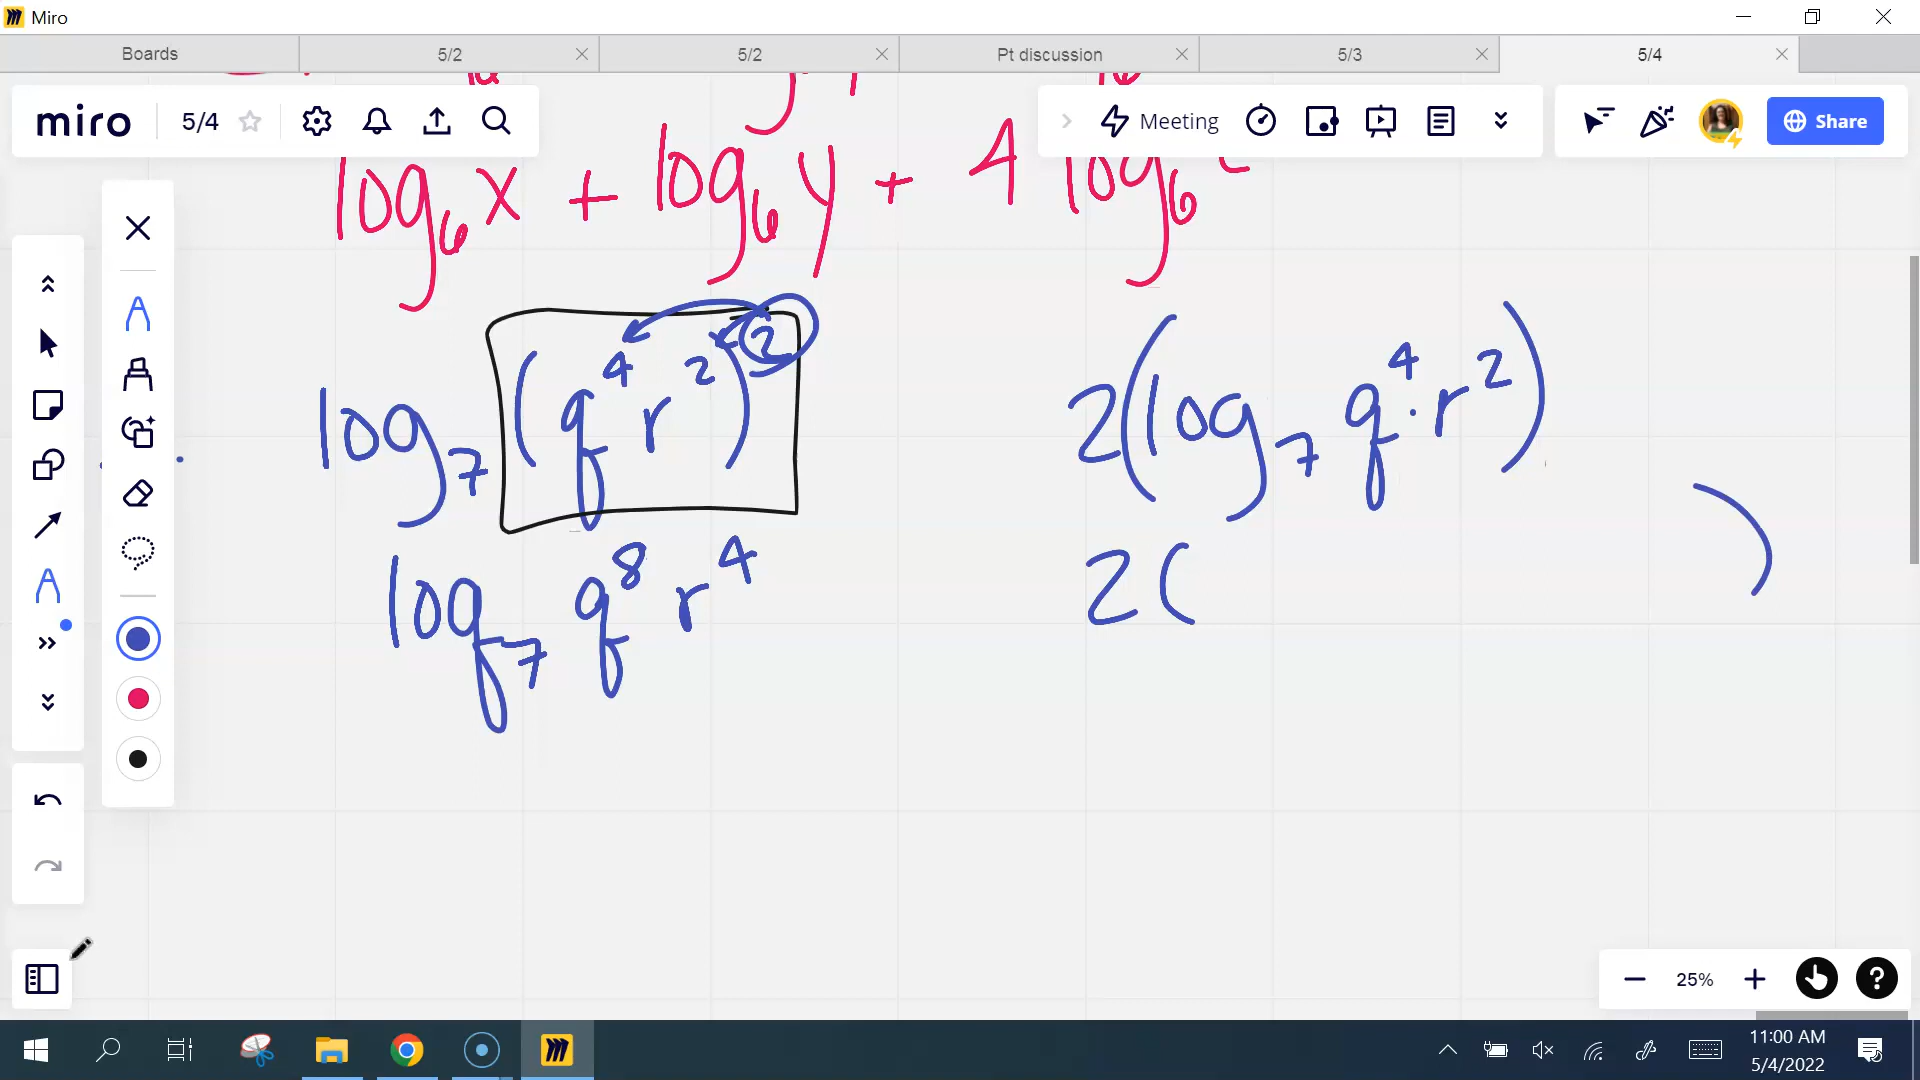 Miro
Boards 5/2 5/2 Pt discussion 5/3 5/4
miro 5/4 Meeting Share
log₆ x + log₆ y + 4 log₆
log₇ (q⁴ r²)² 2(log₇ q⁴ · r²)
log₇ q⁸ r⁴ 2( )
25%
11:00 AM
5/4/2022